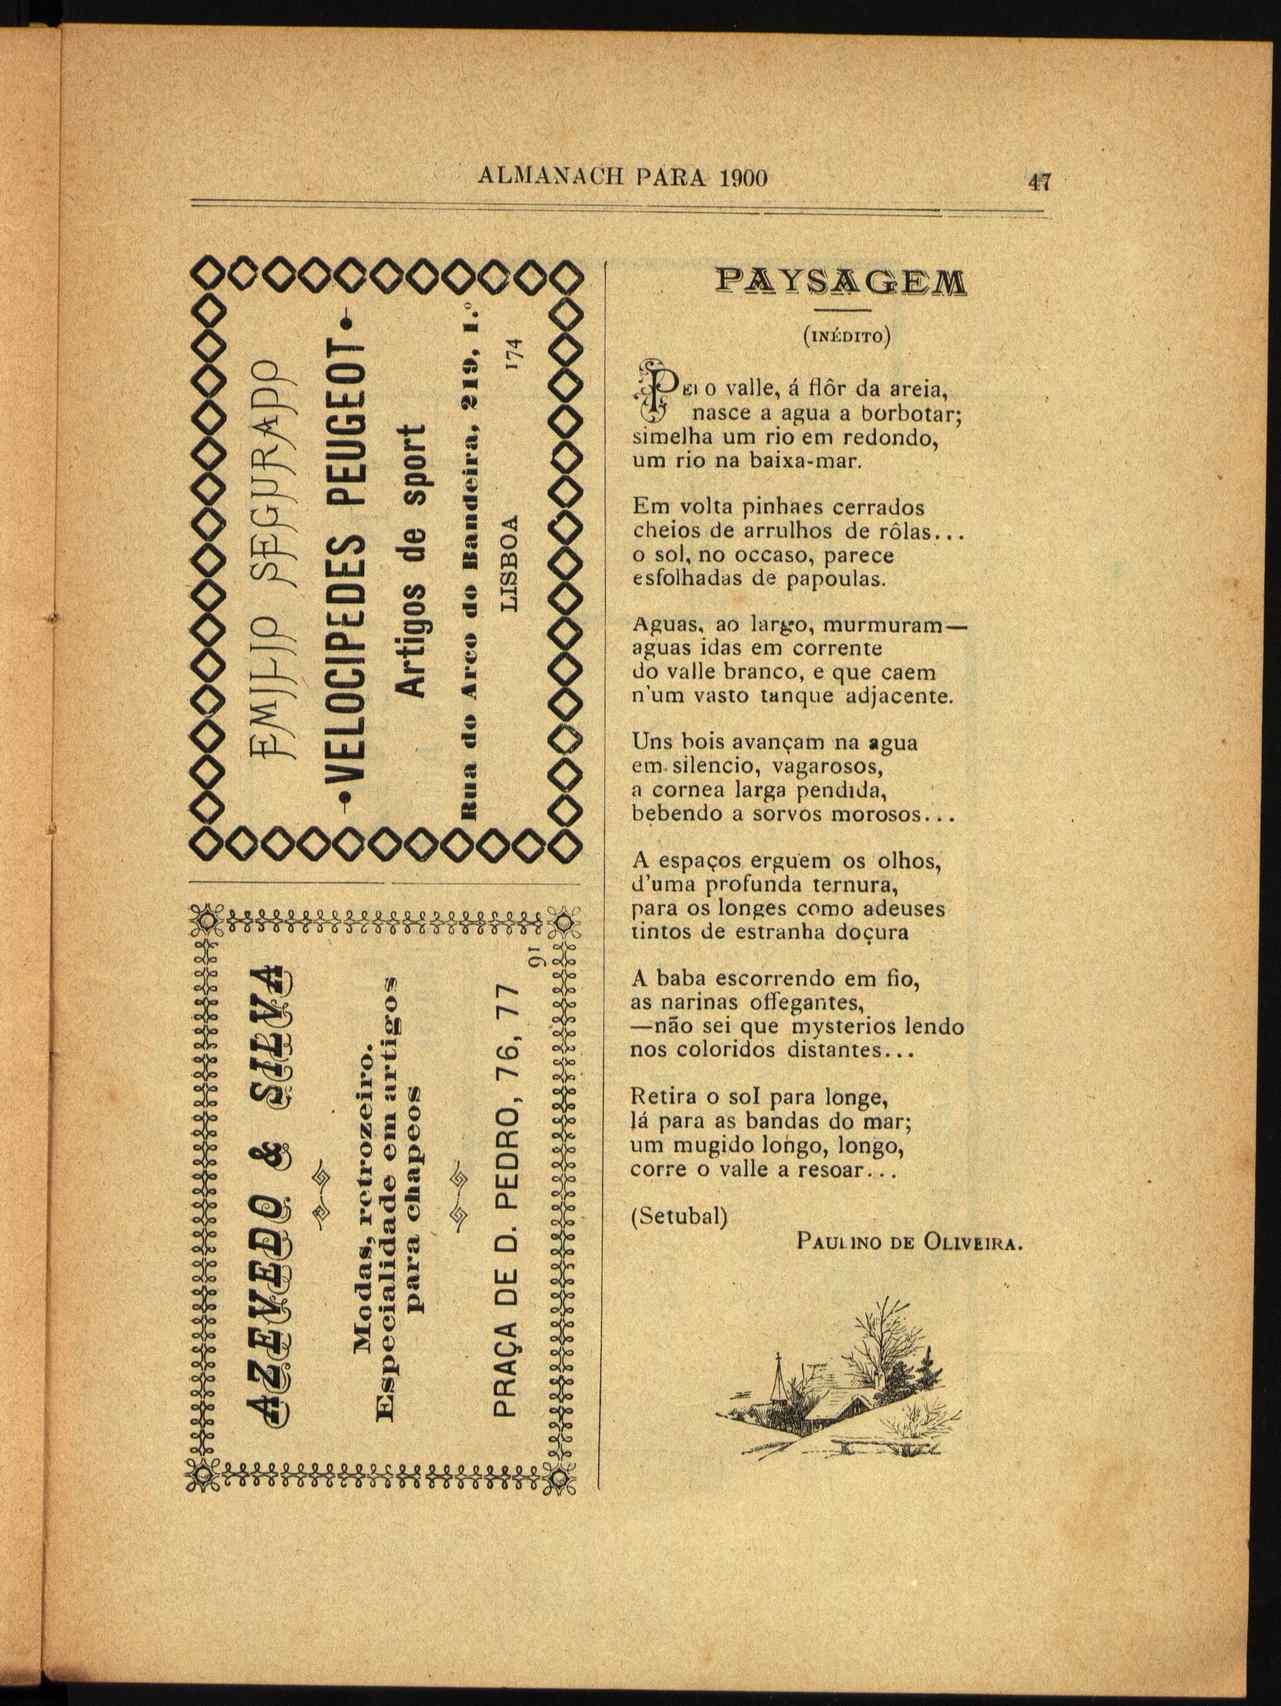 ALMANACH PARA 1900
47
EMILIO SEGURADO
VELOCIPEDES PEUGEOT
Artigos de sport
Rua do Arco do Bandeira, 219, 1.º
LISBOA
174
AZEVEDO & SILVA
Modas, retrozeiro.
Especialidade em artigos
para chapeos
PRAÇA DE D. PEDRO, 76, 77
91
PAYSAGEM
(INÉDITO)
PELO valle, á flôr da areia,
nasce a agua a borbotar;
simelha um rio em redondo,
um rio na baixa-mar.
Em volta pinhaes cerrados
cheios de arrulhos de rôlas...
o sol, no occaso, parece
esfolhadas de papoulas.
Aguas, ao largo, murmuram—
aguas idas em corrente
do valle branco, e que caem
n'um vasto tanque adjacente.
Uns bois avançam na agua
em silencio, vagarosos,
a cornea larga pendida,
bebendo a sorvos morosos...
A espaços erguem os olhos,
d'uma profunda ternura,
para os longes como adeuses
tintos de estranha doçura
A baba escorrendo em fio,
as narinas offegantes,
—não sei que mysterios lendo
nos coloridos distantes...
Retira o sol para longe,
lá para as bandas do mar;
um mugido longo, longo,
corre o valle a resoar...
(Setubal)
PAULINO DE OLIVEIRA.